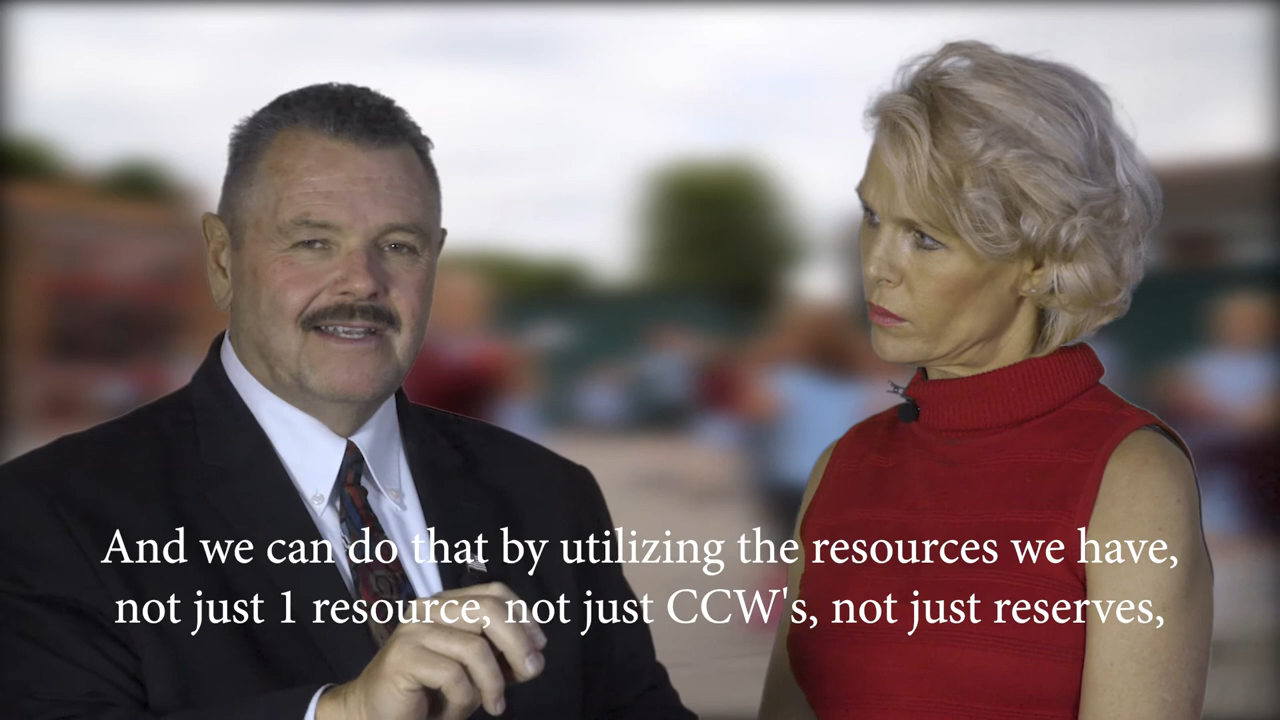 And we can do that by utilizing the resources we have,
not just 1 resource, not just CCW's, not just reserves,